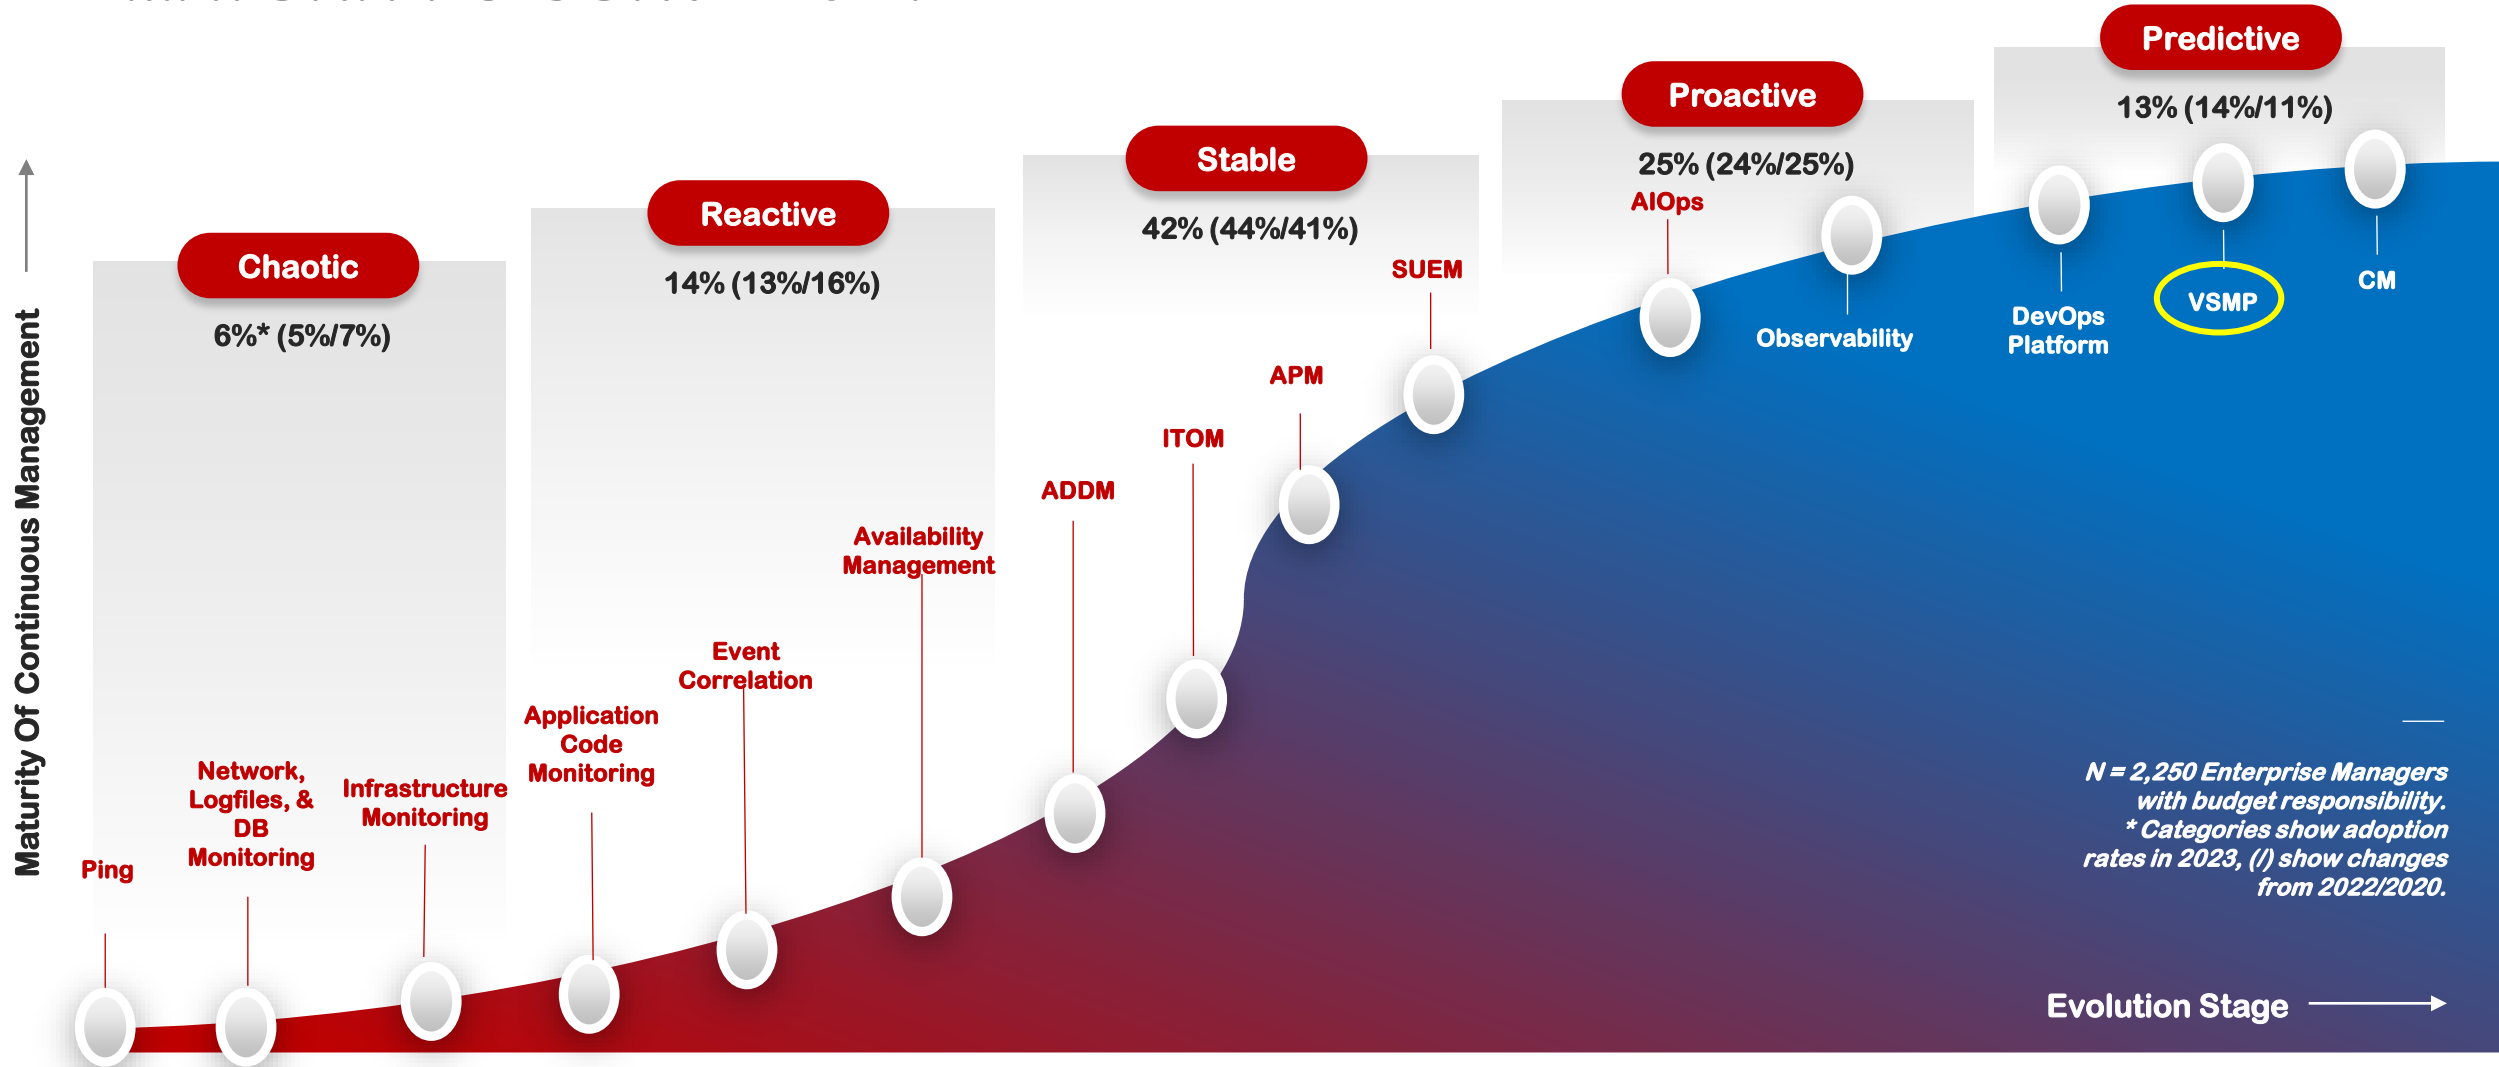 Predictive
13% (14%/11%)
Proactive
25% (24%/25%)
Stable
42% (44%/41%)
Reactive
14% (13%/16%)
Chaotic
6%* (5%/7%)
Maturity Of Continuous Management
Ping
Network,
Logfiles, &
DB
Monitoring
Infrastructure
Monitoring
Application
Code
Monitoring
Event
Correlation
Availability
Management
ADDM
ITOM
APM
SUEM
AIOps
Observability
DevOps
Platform
VSMP
CM
N = 2,250 Enterprise Managers
with budget responsibility.
* Categories show adoption
rates in 2023, (/) show changes
from 2022/2020.
Evolution Stage